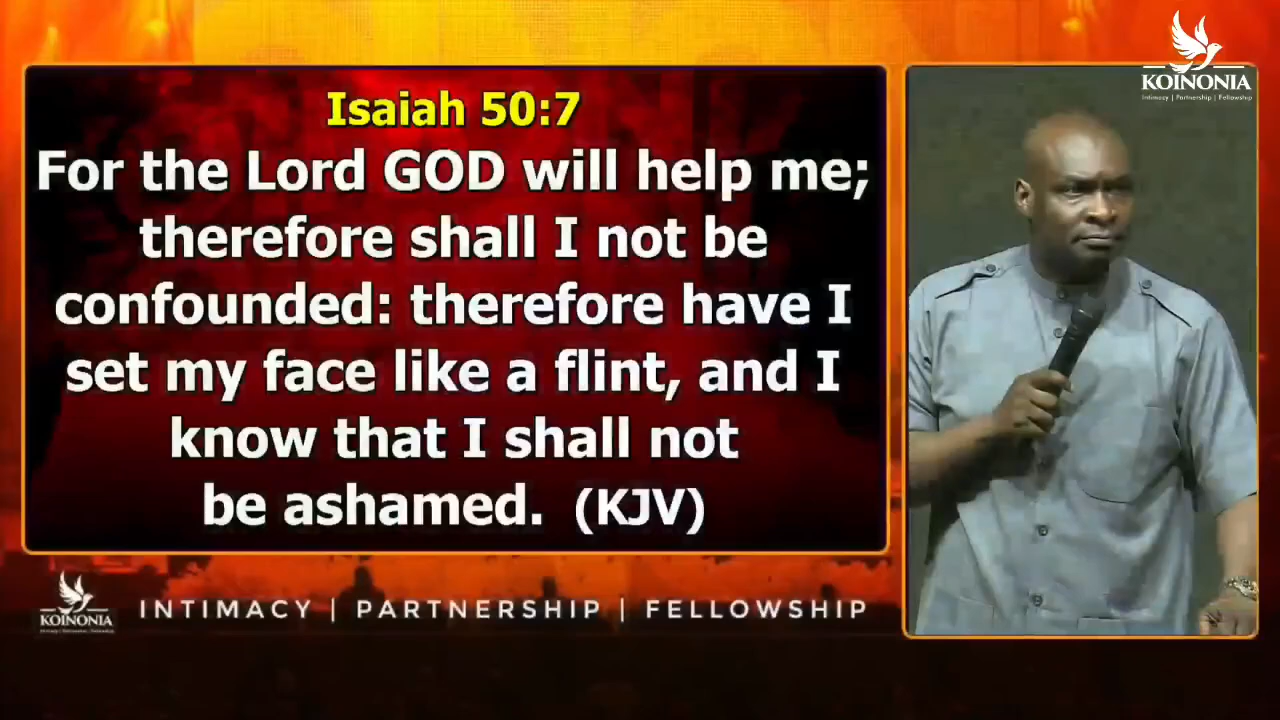 Isaiah 50:7
For the Lord GOD will help me;
therefore shall I not be
confounded: therefore have I
set my face like a flint, and I
know that I shall not
be ashamed. (KJV)
KOINONIA
Intimacy | Partnership | Fellowship
KOINONIA
INTIMACY | PARTNERSHIP | FELLOWSHIP